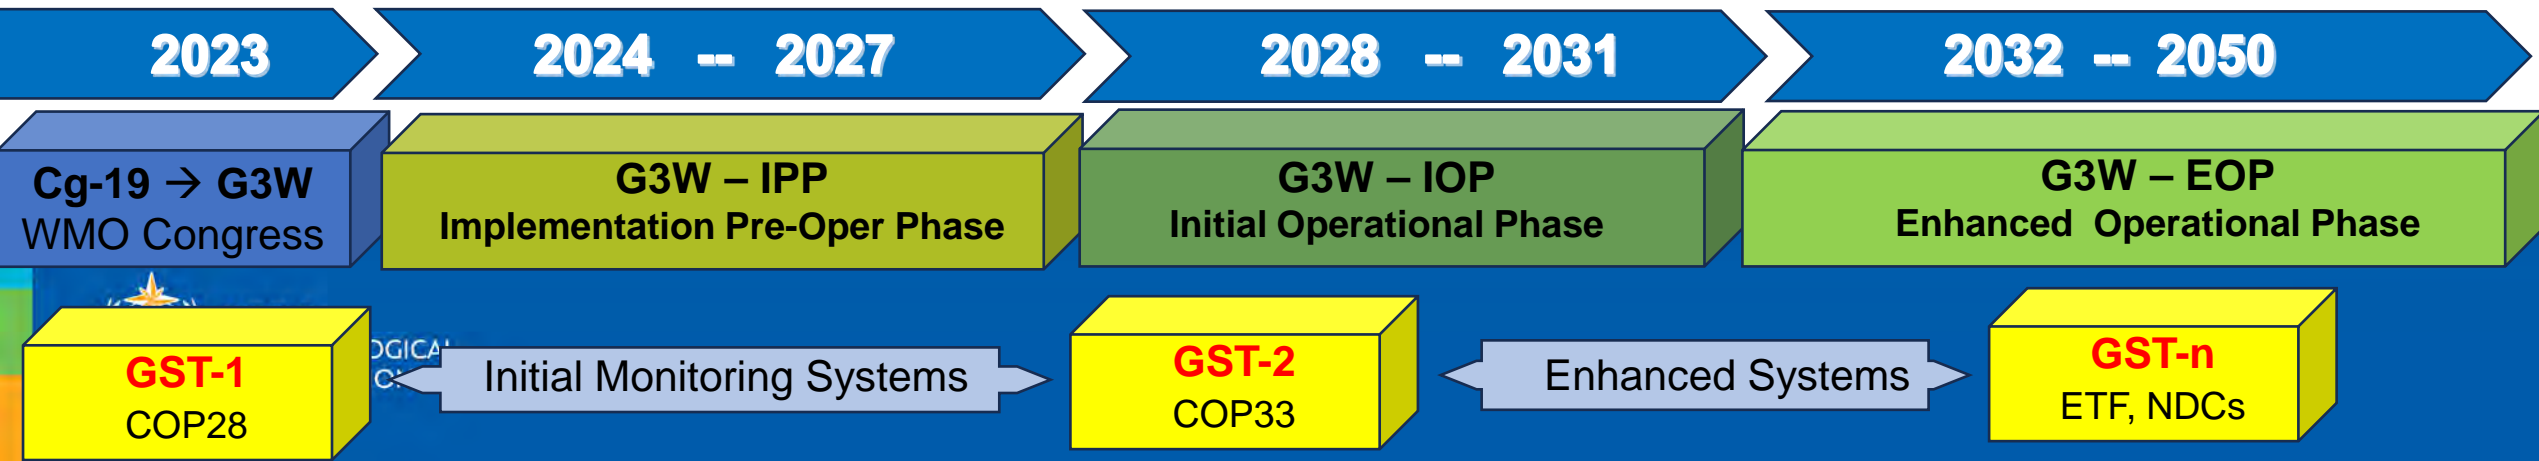 2023
2024 -- 2027
2028 -- 2031
2032 -- 2050
Cg-19 → G3W
WMO Congress
G3W – IPP
Implementation Pre-Oper Phase
G3W – IOP
Initial Operational Phase
G3W – EOP
Enhanced Operational Phase
GST-1
COP28
Initial Monitoring Systems
GST-2
COP33
Enhanced Systems
GST-n
ETF, NDCs